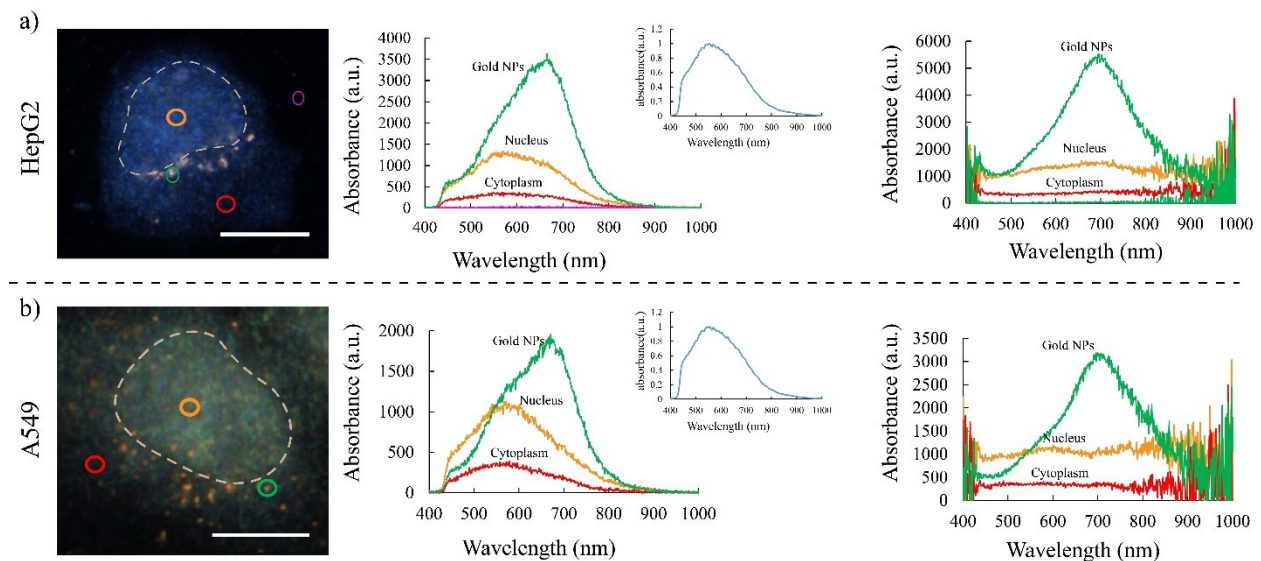 a)
HepG2
Absorbance (a.u.)
4000
3500
3000
2500
2000
1500
1000
500
0
Gold NPs
Nucleus
Cytoplasm
400 500 600 700 800 900 1000
Wavelength (nm)
absorbance(a.u.)
1.2
1
0.8
0.6
0.4
0.2
0
400 500 600 700 800 900 1000
Wavelength (nm)
Absorbance (a.u.)
6000
5000
4000
3000
2000
1000
0
Gold NPs
Nucleus
Cytoplasm
400 500 600 700 800 900 1000
Wavelength (nm)
b)
A549
Absorbance (a.u.)
2000
1500
1000
500
0
Gold NPs
Nucleus
Cytoplasm
400 500 600 700 800 900 1000
Wavelength (nm)
absorbance(a.u.)
1.2
1
0.8
0.6
0.4
0.2
0
400 500 600 700 800 900 1000
Wavelength (nm)
Absorbance (a.u.)
3500
3000
2500
2000
1500
1000
500
0
Gold NPs
Nucleus
Cytoplasm
400 500 600 700 800 900 1000
Wavelength (nm)